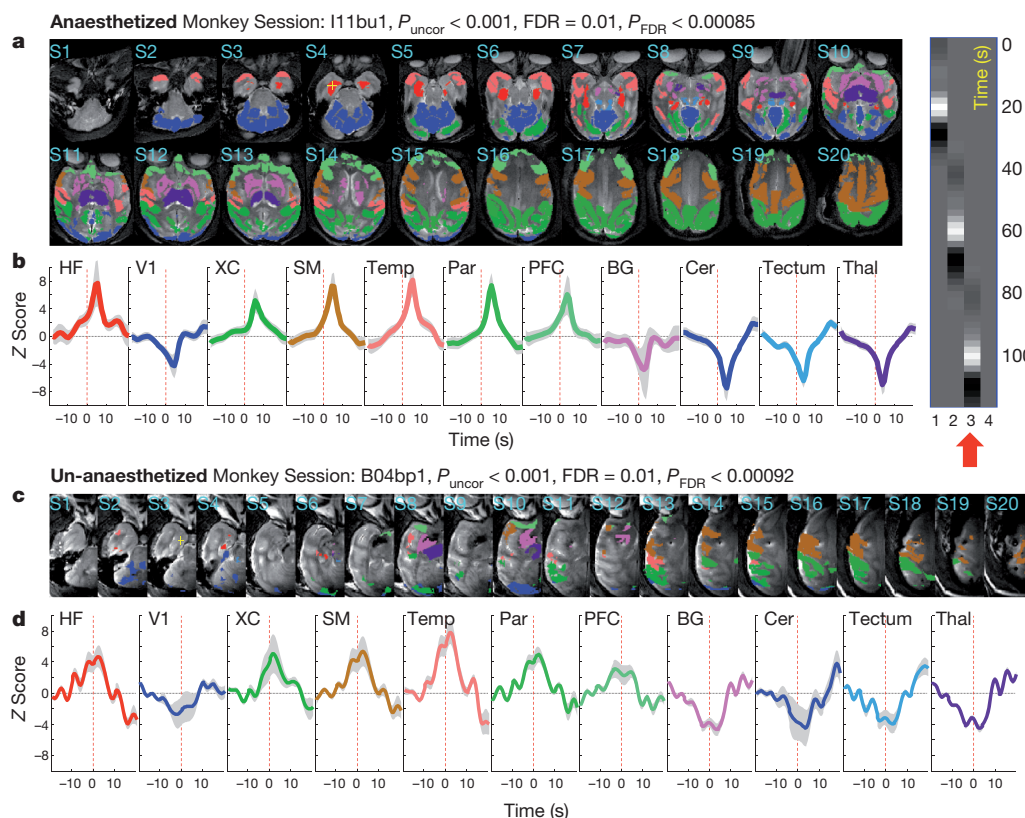 Anaesthetized Monkey Session: I11bu1, P_uncor < 0.001, FDR = 0.01, P_FDR < 0.00085
a
S1 S2 S3 S4 S5 S6 S7 S8 S9 S10
S11 S12 S13 S14 S15 S16 S17 S18 S19 S20
b
HF V1 XC SM Temp Par PFC BG Cer Tectum Thal
Z Score
8
4
0
−4
−8
−10 0 10 −10 0 10 −10 0 10 −10 0 10 −10 0 10 −10 0 10 −10 0 10 −10 0 10 −10 0 10 −10 0 10 −10 0 10
Time (s)
Time (s)
0
20
40
60
80
100
1 2 3 4
Un-anaesthetized Monkey Session: B04bp1, P_uncor < 0.001, FDR = 0.01, P_FDR < 0.00092
c
S1 S2 S3 S4 S5 S6 S7 S8 S9 S10 S11 S12 S13 S14 S15 S16 S17 S18 S19 S20
d
HF V1 XC SM Temp Par PFC BG Cer Tectum Thal
Z Score
8
4
0
−4
−8
−10 0 10 −10 0 10 −10 0 10 −10 0 10 −10 0 10 −10 0 10 −10 0 10 −10 0 10 −10 0 10 −10 0 10 −10 0 10
Time (s)